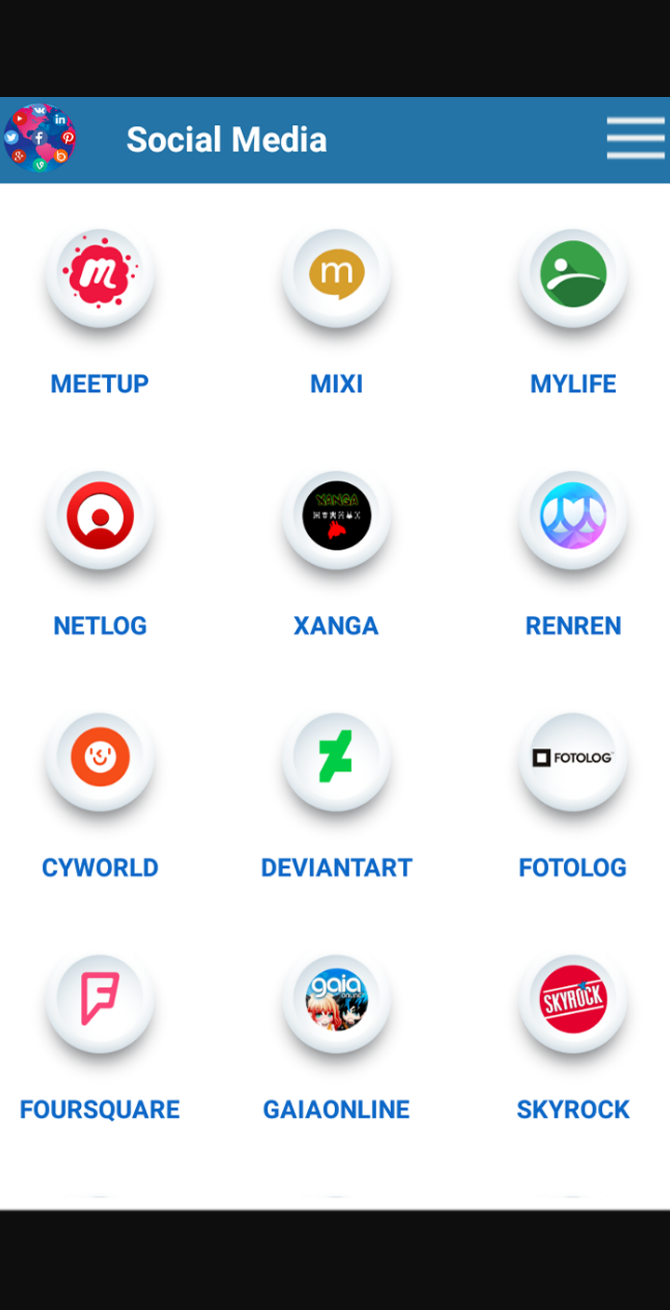 Social Media
m
m
MEETUP
MIXI
MYLIFE
XANGA
NETLOG
XANGA
RENREN
FOTOLOG
CYWORLD
DEVIANTART
FOTOLOG
gaia
ONLINE
SKYROCK
FOURSQUARE
GAIAONLINE
SKYROCK